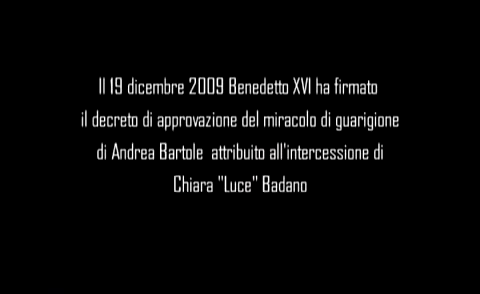 Il 19 dicembre 2009 Benedetto XVI ha firmato
il decreto di approvazione del miracolo di guarigione
di Andrea Bartole attribuito all'intercessione di
Chiara "Luce" Badano